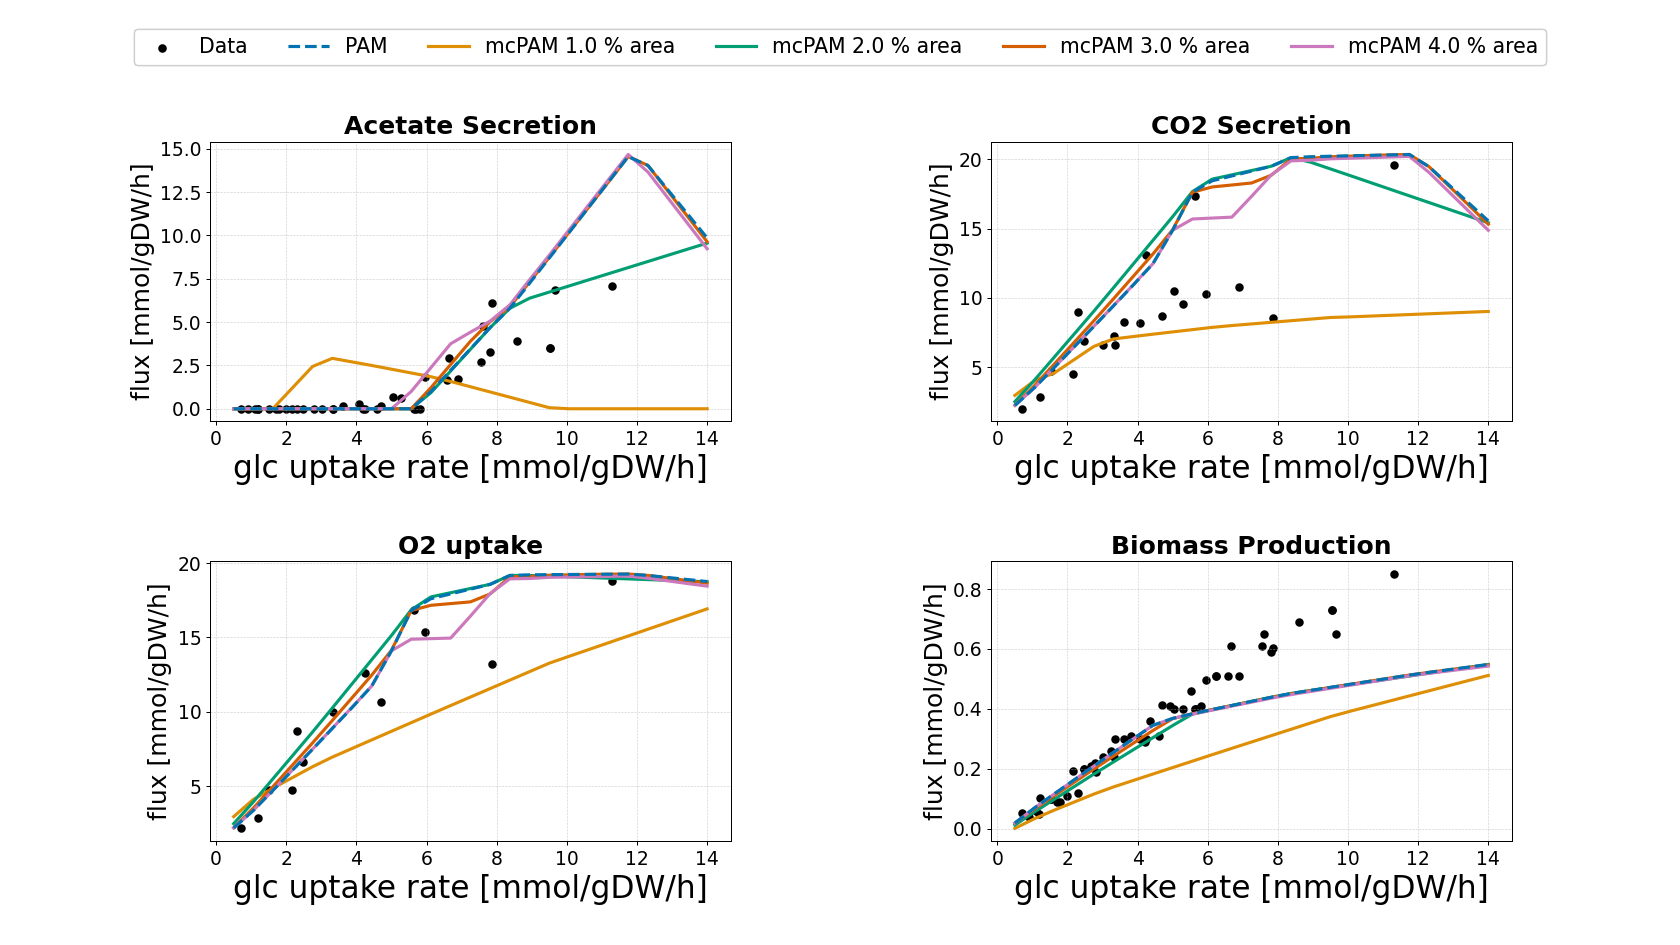 Data PAM mcPAM 1.0 % area mcPAM 2.0 % area mcPAM 3.0 % area mcPAM 4.0 % area
Acetate Secretion
flux [mmol/gDW/h]
15.0
12.5
10.0
7.5
5.0
2.5
0.0
0 2 4 6 8 10 12 14
glc uptake rate [mmol/gDW/h]
CO2 Secretion
flux [mmol/gDW/h]
20
15
10
5
0 2 4 6 8 10 12 14
glc uptake rate [mmol/gDW/h]
O2 uptake
flux [mmol/gDW/h]
20
15
10
5
0 2 4 6 8 10 12 14
glc uptake rate [mmol/gDW/h]
Biomass Production
flux [mmol/gDW/h]
0.8
0.6
0.4
0.2
0.0
0 2 4 6 8 10 12 14
glc uptake rate [mmol/gDW/h]